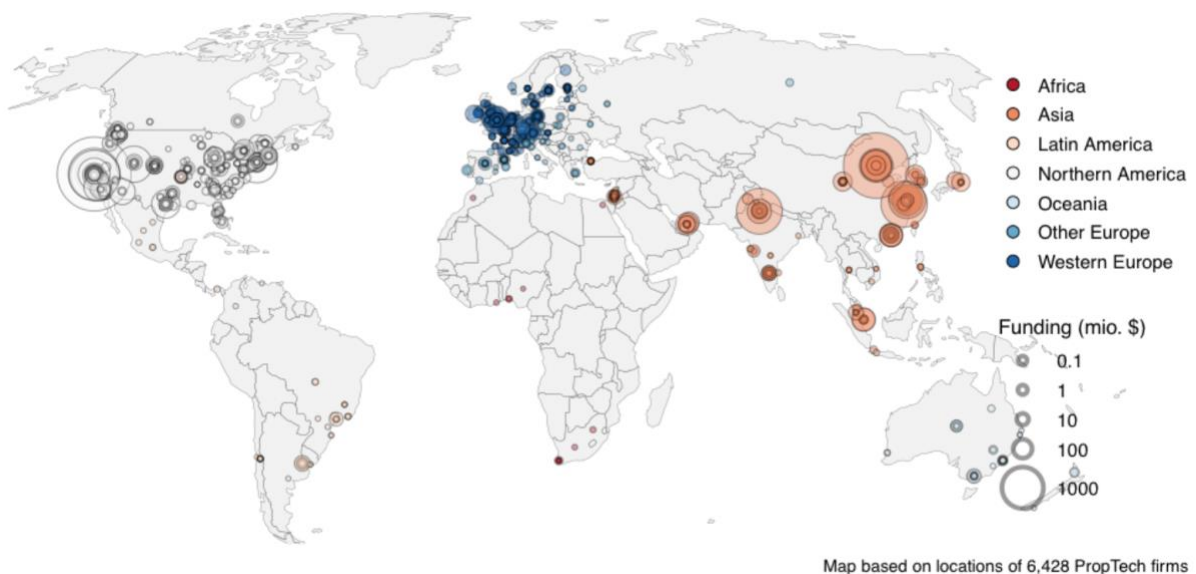 Africa
Asia
Latin America
Northern America
Oceania
Other Europe
Western Europe
Funding (mio. $)
0.1
1
10
100
1000
Map based on locations of 6,428 PropTech firms